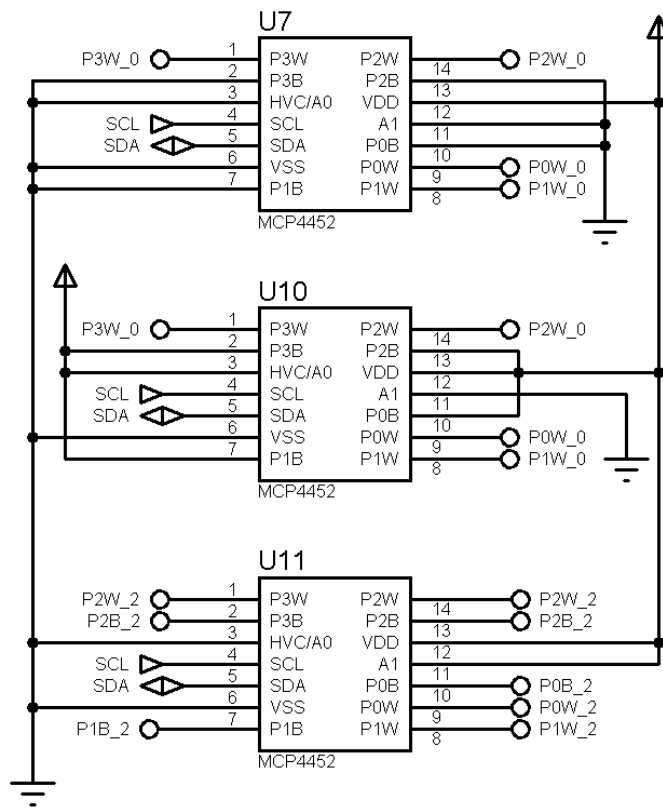 U7
P3W_0 1 P3W P2W P2W_0
2 P3B P2B 14
3 HVC/A0 VDD 13
SCL 4 SCL A1 12
SDA 5 SDA P0B 11
6 VSS P0W 10 P0W_0
7 P1B P1W 9 P1W_0
8
MCP4452
U10
P3W_0 1 P3W P2W P2W_0
2 P3B P2B 14
3 HVC/A0 VDD 13
SCL 4 SCL A1 12
SDA 5 SDA P0B 11
6 VSS P0W 10 P0W_0
7 P1B P1W 9 P1W_0
8
MCP4452
U11
P2W_2 1 P3W P2W P2W_2
P2B_2 2 P3B P2B 14 P2B_2
3 HVC/A0 VDD 13
SCL 4 SCL A1 12
SDA 5 SDA P0B 11 P0B_2
6 VSS P0W 10 P0W_2
P1B_2 7 P1B P1W 9 P1W_2
8
MCP4452